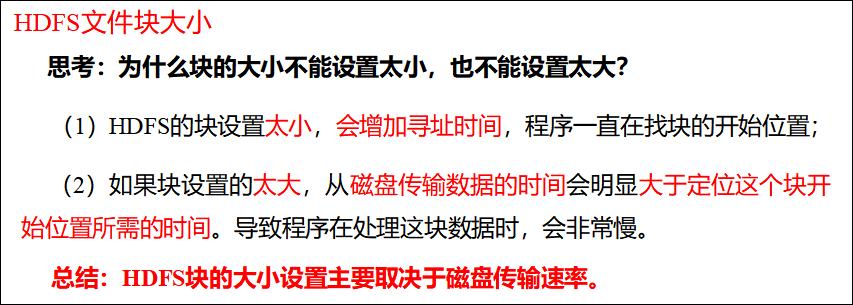 HDFS文件块大小
思考：为什么块的大小不能设置太小，也不能设置太大？
（1）HDFS的块设置太小，会增加寻址时间，程序一直在找块的开始位置；
（2）如果块设置的太大，从磁盘传输数据的时间会明显大于定位这个块开
始位置所需的时间。导致程序在处理这块数据时，会非常慢。
总结：HDFS块的大小设置主要取决于磁盘传输速率。